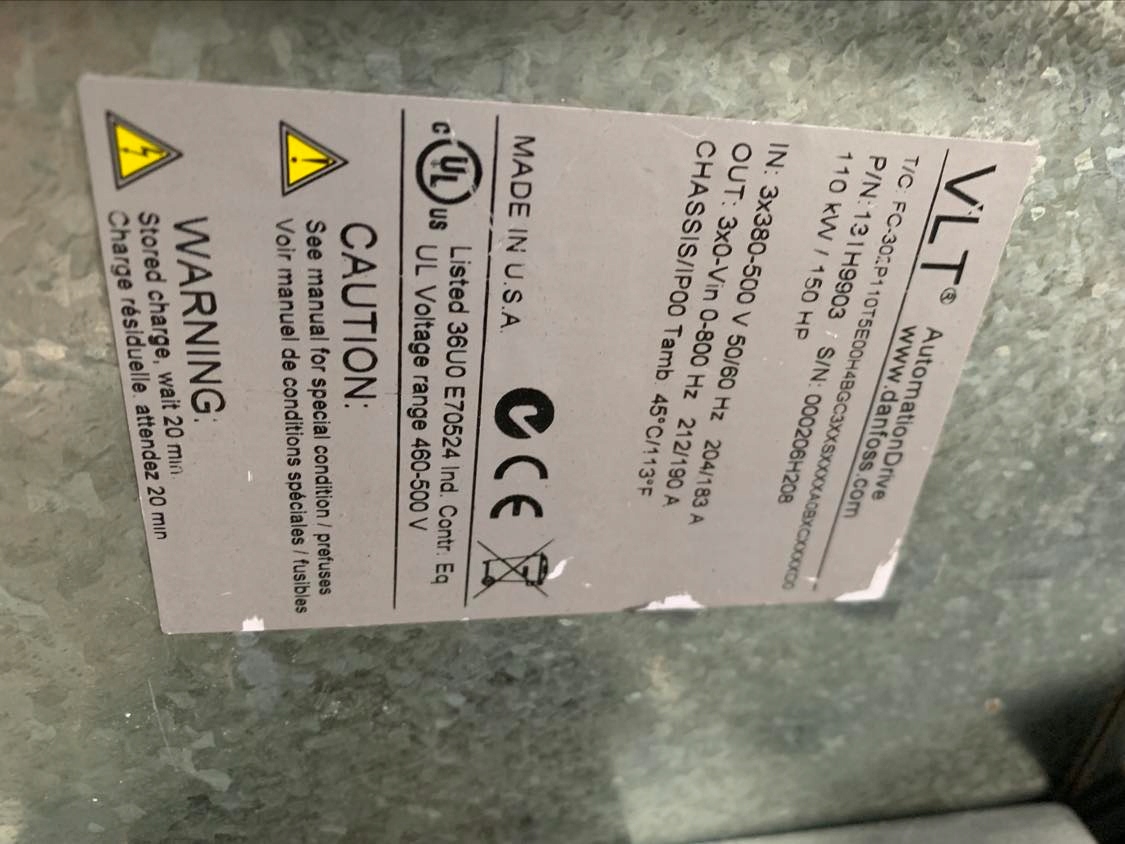 VLT® AutomationDrive
www.danfoss.com
P/N: 131H9903 S/N: 000206H208
110 kW / 150 HP
IN: 3x380-500 V 50/60 Hz 204/183 A
OUT: 3x0-Vin 0-800 Hz 212/190 A
CHASSIS/IP00 Tamb. 45°C/113°F
MADE IN U.S.A.
CE
c UL us Listed 36U0 E70524 Ind. Contr. Eq
UL Voltage range 460-500 V
CAUTION:
See manual for special condition / prefuses
Voir manuel de conditions spéciales / fusibles
WARNING:
Stored charge, wait 20 min.
Charge résiduelle, attendez 20 min